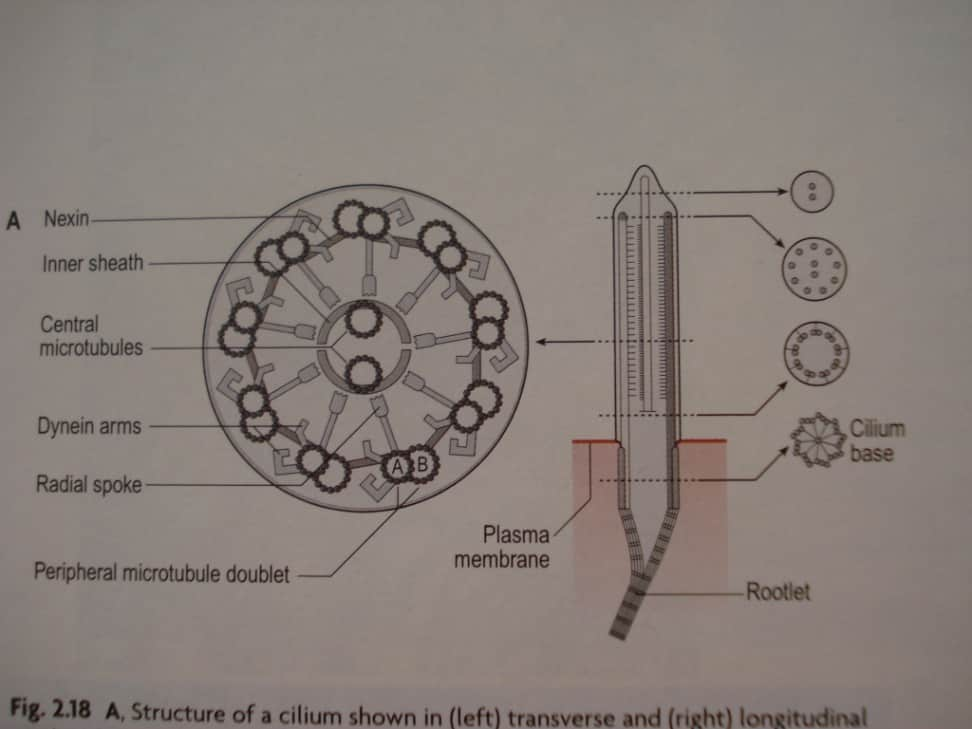 A Nexin
Inner sheath
Central
microtubules
Dynein arms
Radial spoke
Peripheral microtubule doublet
A B
Plasma
membrane
Cilium
base
Rootlet
Fig. 2.18 A, Structure of a cilium shown in (left) transverse and (right) longitudinal